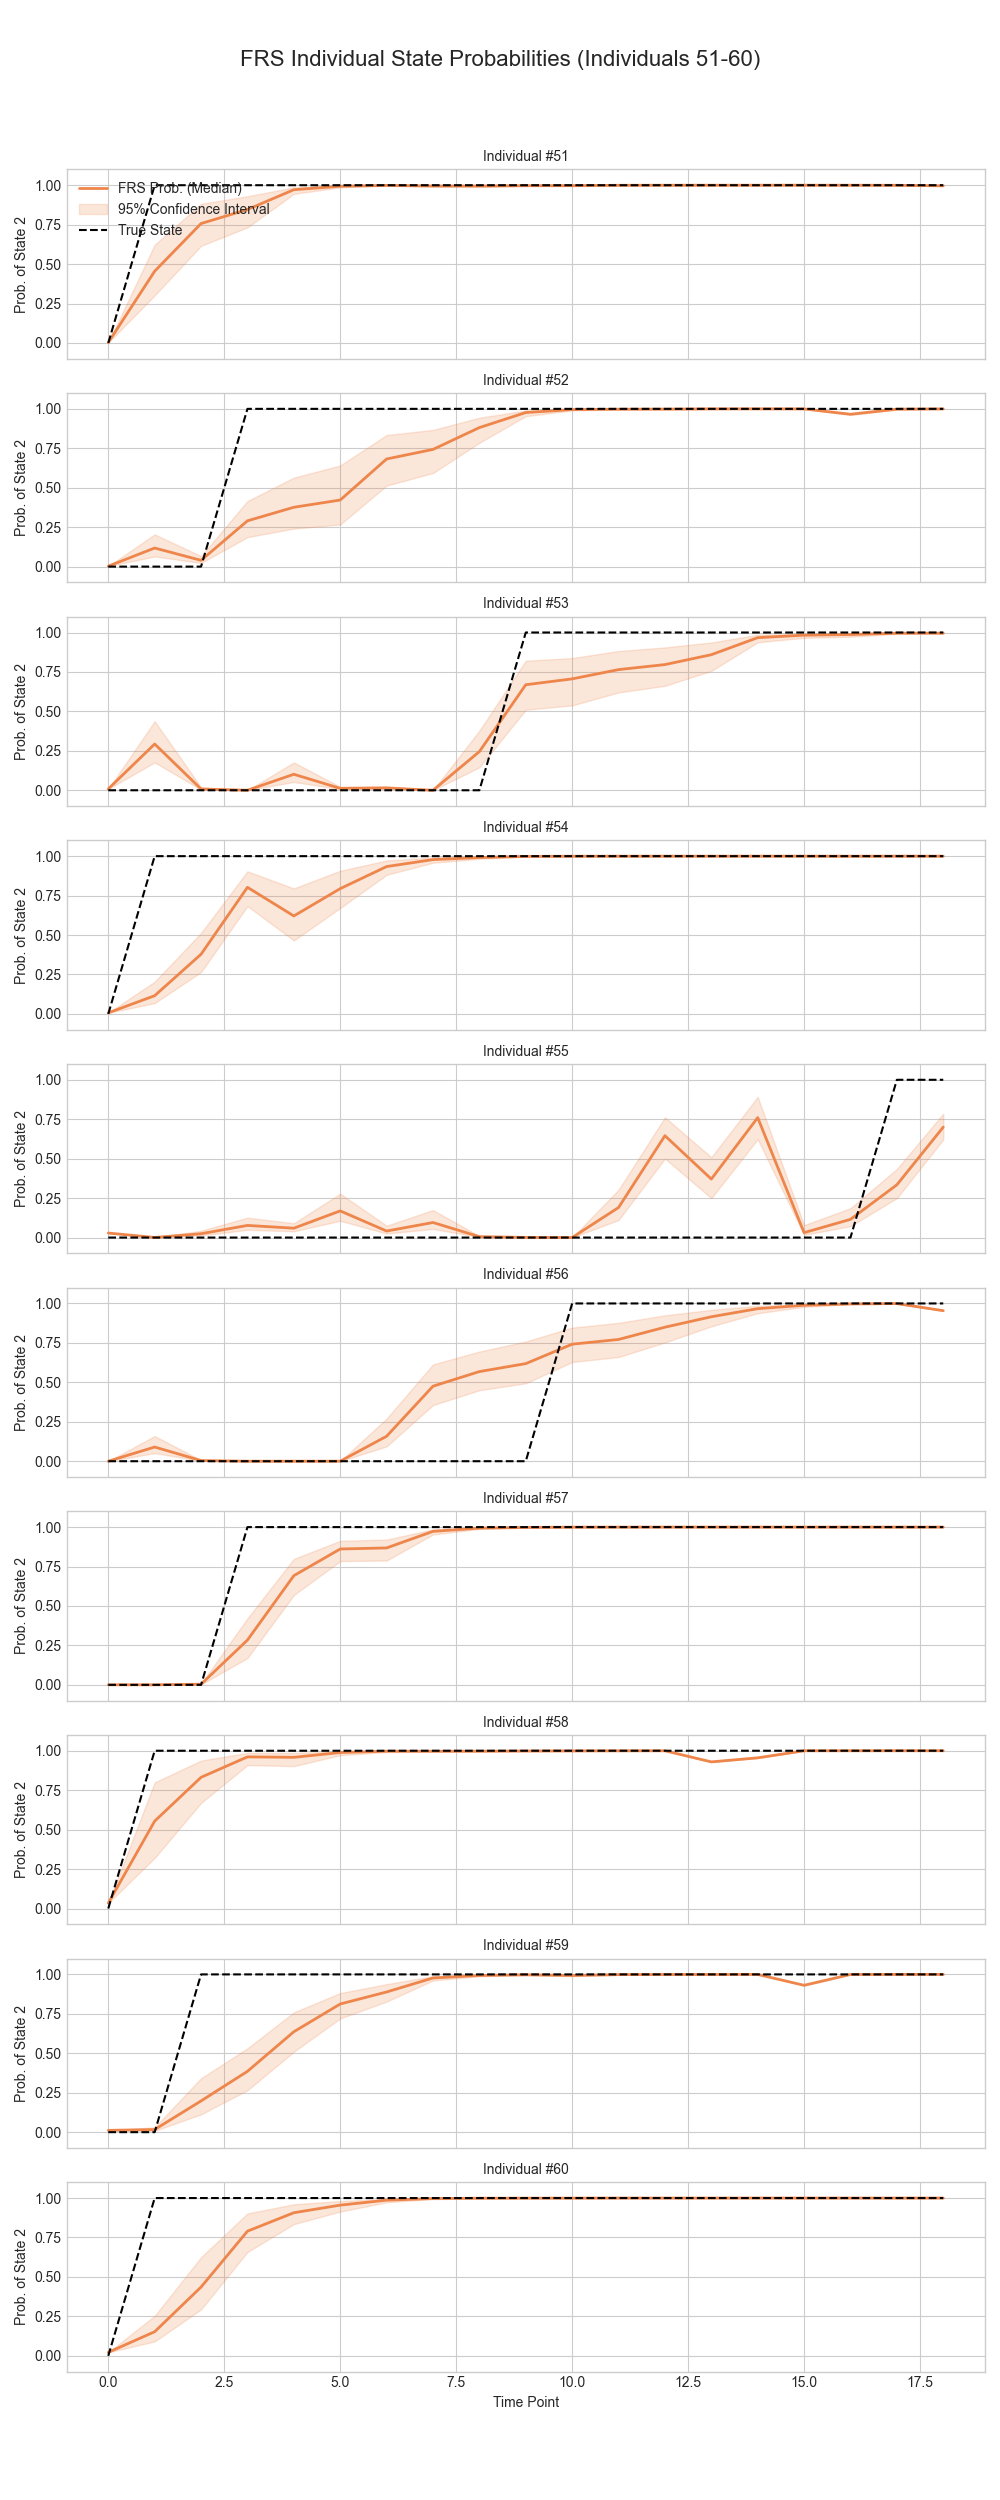 FRS Individual State Probabilities (Individuals 51-60)
Individual #51
FRS Prob. (Median)
95% Confidence Interval
True State
1.00
0.75
0.50
0.25
0.00
Prob. of State 2
Individual #52
1.00
0.75
0.50
0.25
0.00
Prob. of State 2
Individual #53
1.00
0.75
0.50
0.25
0.00
Prob. of State 2
Individual #54
1.00
0.75
0.50
0.25
0.00
Prob. of State 2
Individual #55
1.00
0.75
0.50
0.25
0.00
Prob. of State 2
Individual #56
1.00
0.75
0.50
0.25
0.00
Prob. of State 2
Individual #57
1.00
0.75
0.50
0.25
0.00
Prob. of State 2
Individual #58
1.00
0.75
0.50
0.25
0.00
Prob. of State 2
Individual #59
1.00
0.75
0.50
0.25
0.00
Prob. of State 2
Individual #60
1.00
0.75
0.50
0.25
0.00
Prob. of State 2
0.0 2.5 5.0 7.5 10.0 12.5 15.0 17.5
Time Point